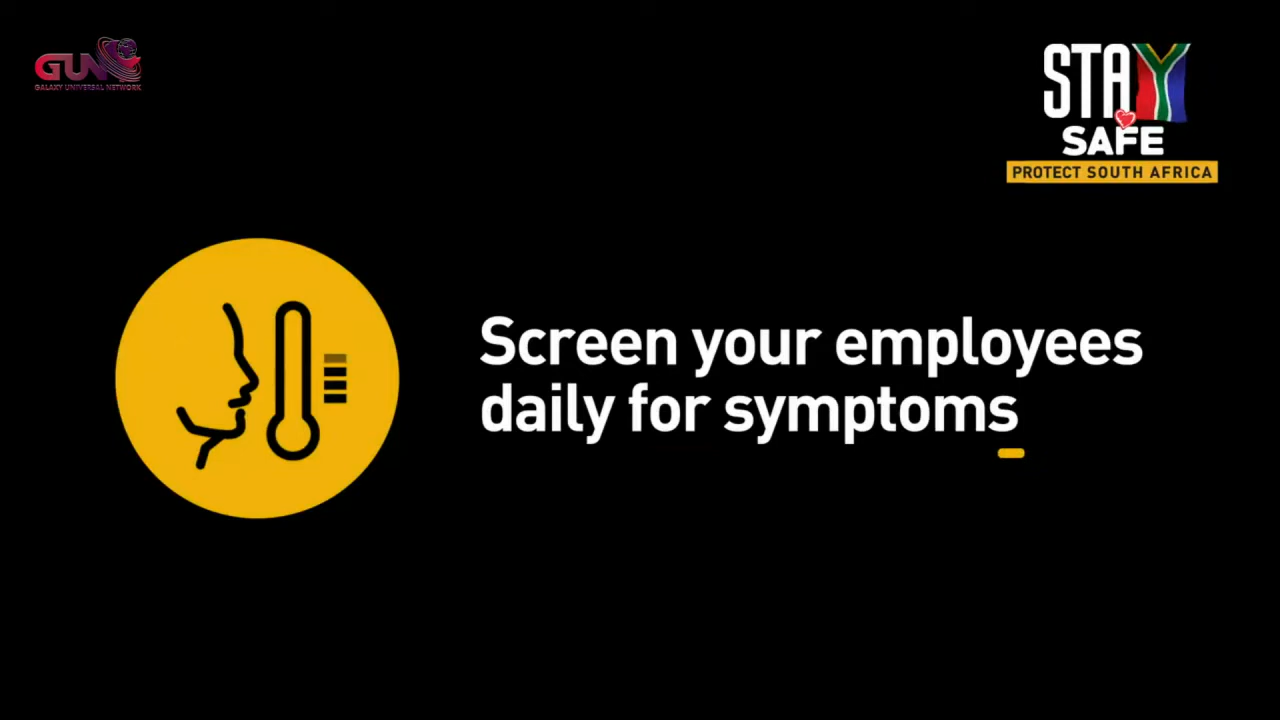 GUN
GALAXY UNIVERSAL NETWORK
STAY
SAFE
PROTECT SOUTH AFRICA
Screen your employees
daily for symptoms